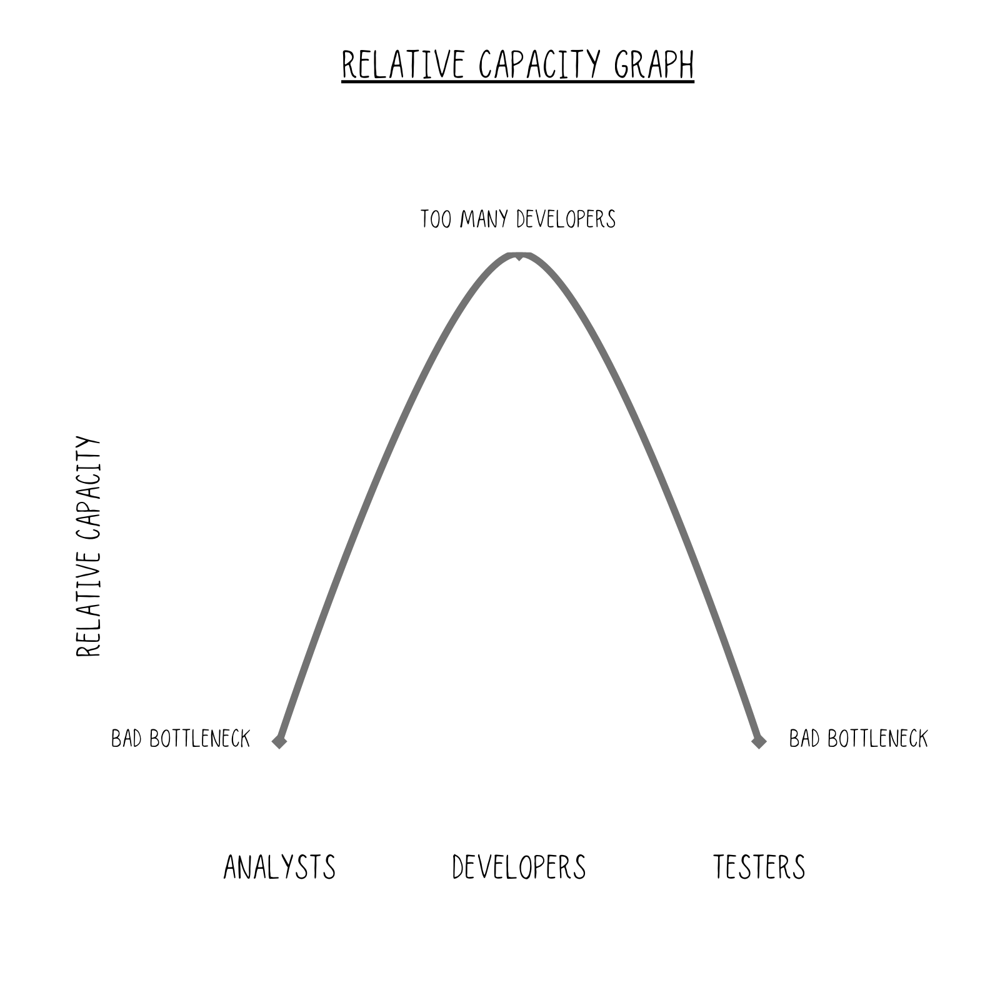 RELATIVE CAPACITY GRAPH
TOO MANY DEVELOPERS
RELATIVE CAPACITY
BAD BOTTLENECK
BAD BOTTLENECK
ANALYSTS
DEVELOPERS
TESTERS